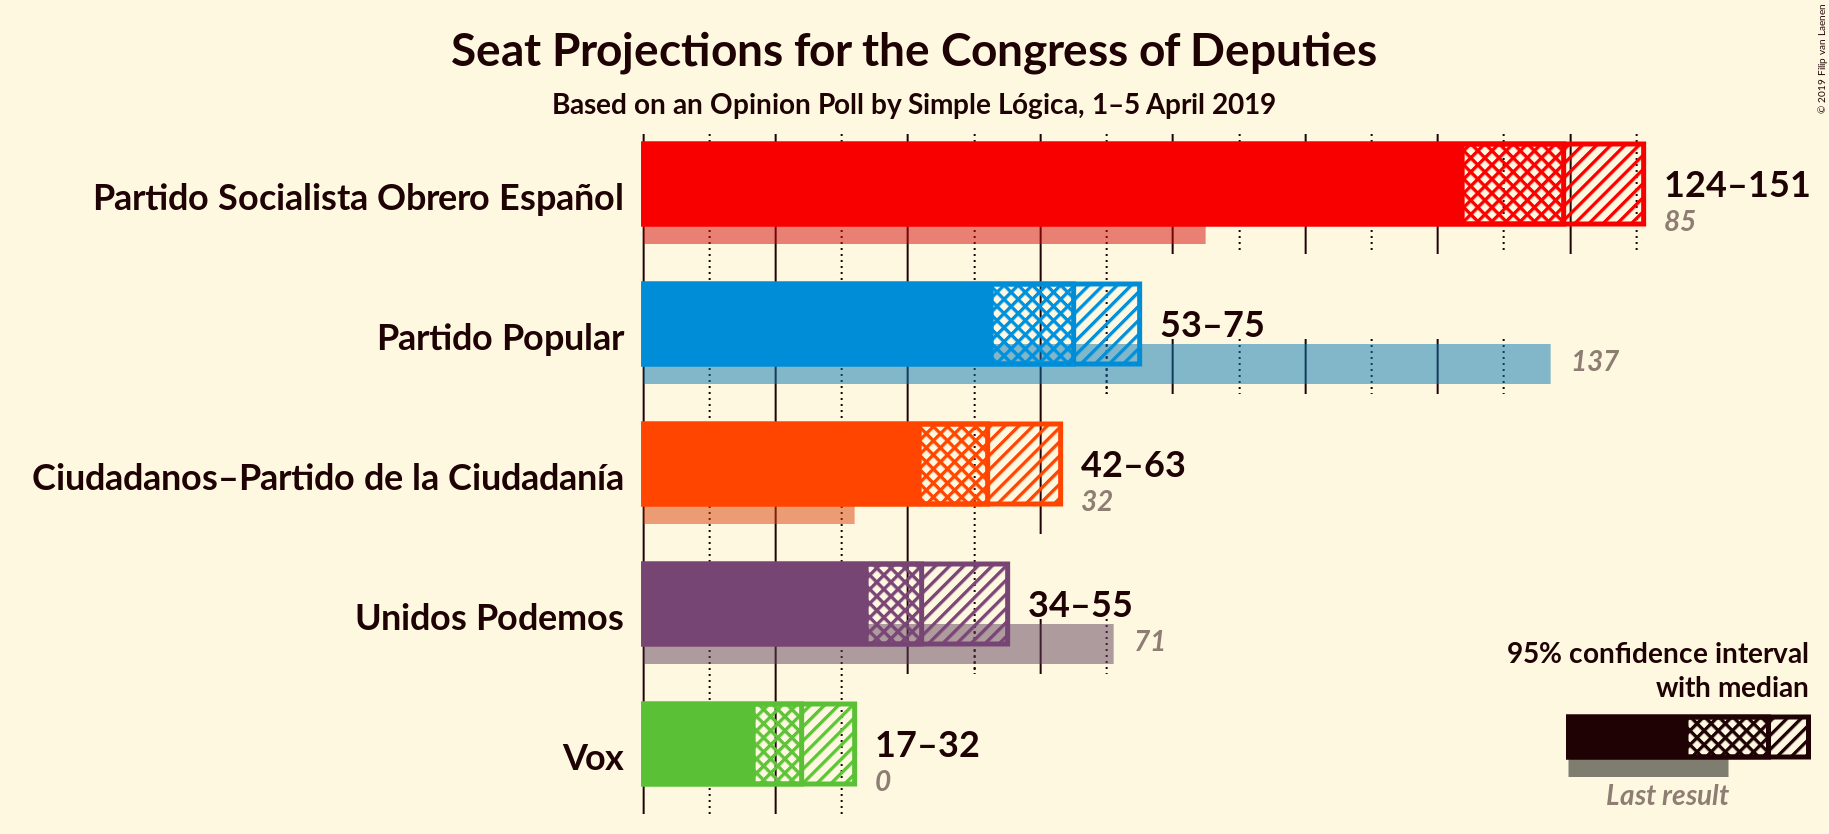 Seat Projections for the Congress of Deputies
Based on an Opinion Poll by Simple Lógica, 1–5 April 2019
© 2019 Filip van Laenen
Partido Socialista Obrero Español
124–151
85
Partido Popular
53–75
137
Ciudadanos–Partido de la Ciudadanía
42–63
32
Unidos Podemos
34–55
71
Vox
17–32
0
95% confidence interval
with median
Last result